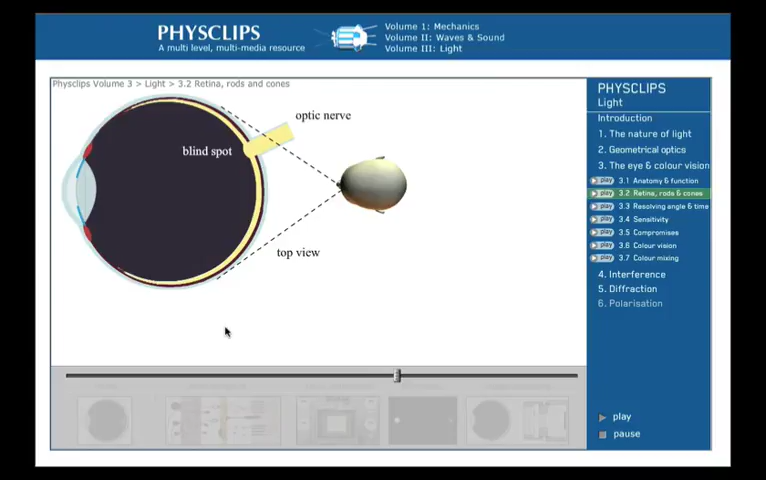 PHYSCLIPS
A multi level, multi-media resource
Volume 1: Mechanics
Volume II: Waves & Sound
Volume III: Light
Physclips Volume 3 > Light > 3.2 Retina, rods and cones
optic nerve
blind spot
top view
PHYSCLIPS
Light
Introduction
1. The nature of light
2. Geometrical optics
3. The eye & colour vision
play 3.1 Anatomy & function
play 3.2 Retina, rods & cones
play 3.3 Resolving angle & time
play 3.4 Sensitivity
play 3.5 Compromises
play 3.6 Colour vision
play 3.7 Colour mixing
4. Interference
5. Diffraction
6. Polarisation
play
pause